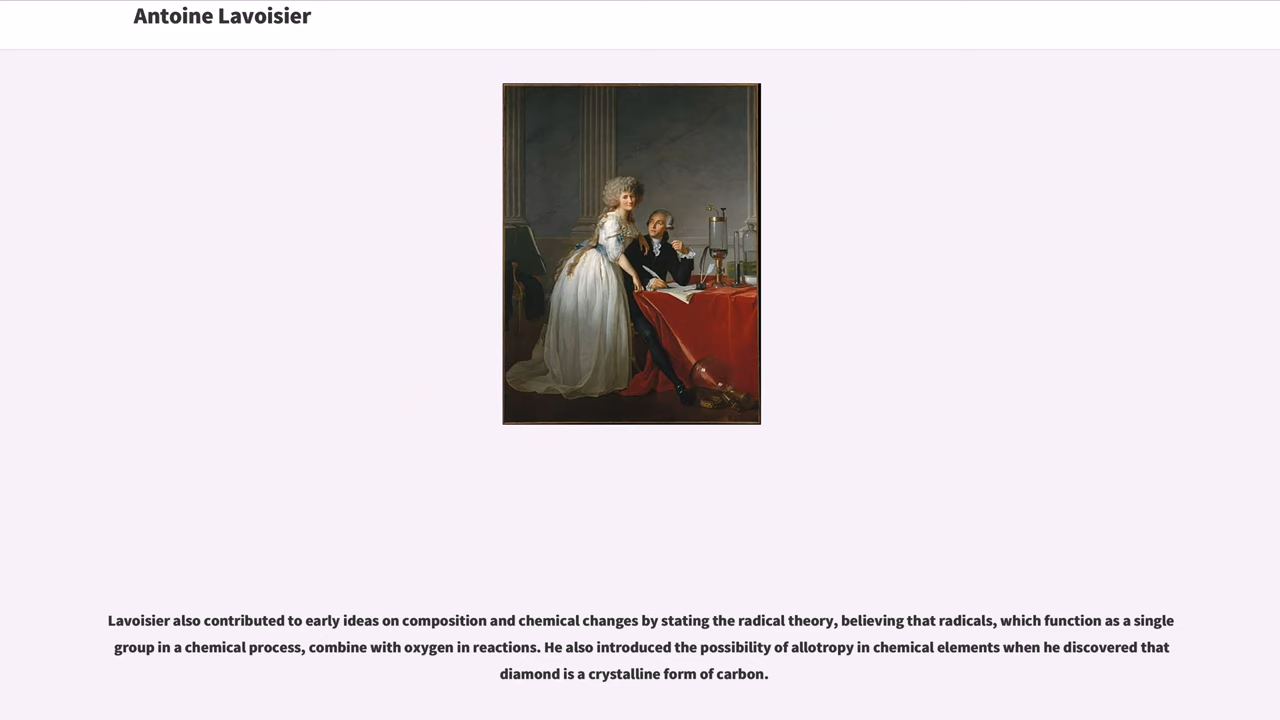 Antoine Lavoisier
Lavoisier also contributed to early ideas on composition and chemical changes by stating the radical theory, believing that radicals, which function as a single
group in a chemical process, combine with oxygen in reactions. He also introduced the possibility of allotropy in chemical elements when he discovered that
diamond is a crystalline form of carbon.